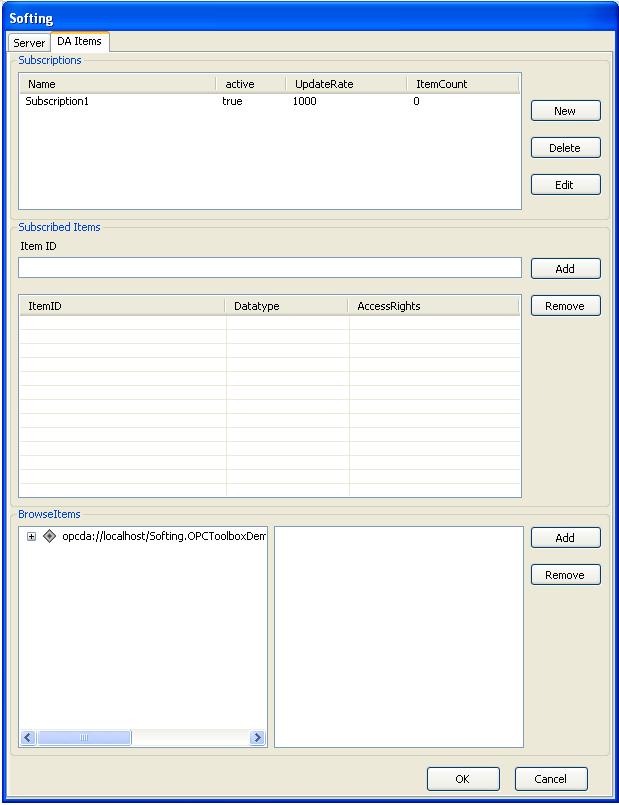 Softing
Server DA Items
Subscriptions
Name active UpdateRate ItemCount
Subscription1 true 1000 0
New
Delete
Edit
Subscribed Items
Item ID
Add
ItemID Datatype AccessRights
Remove
BrowseItems
opcda://localhost/Softing.OPCToolboxDem
Add
Remove
OK Cancel